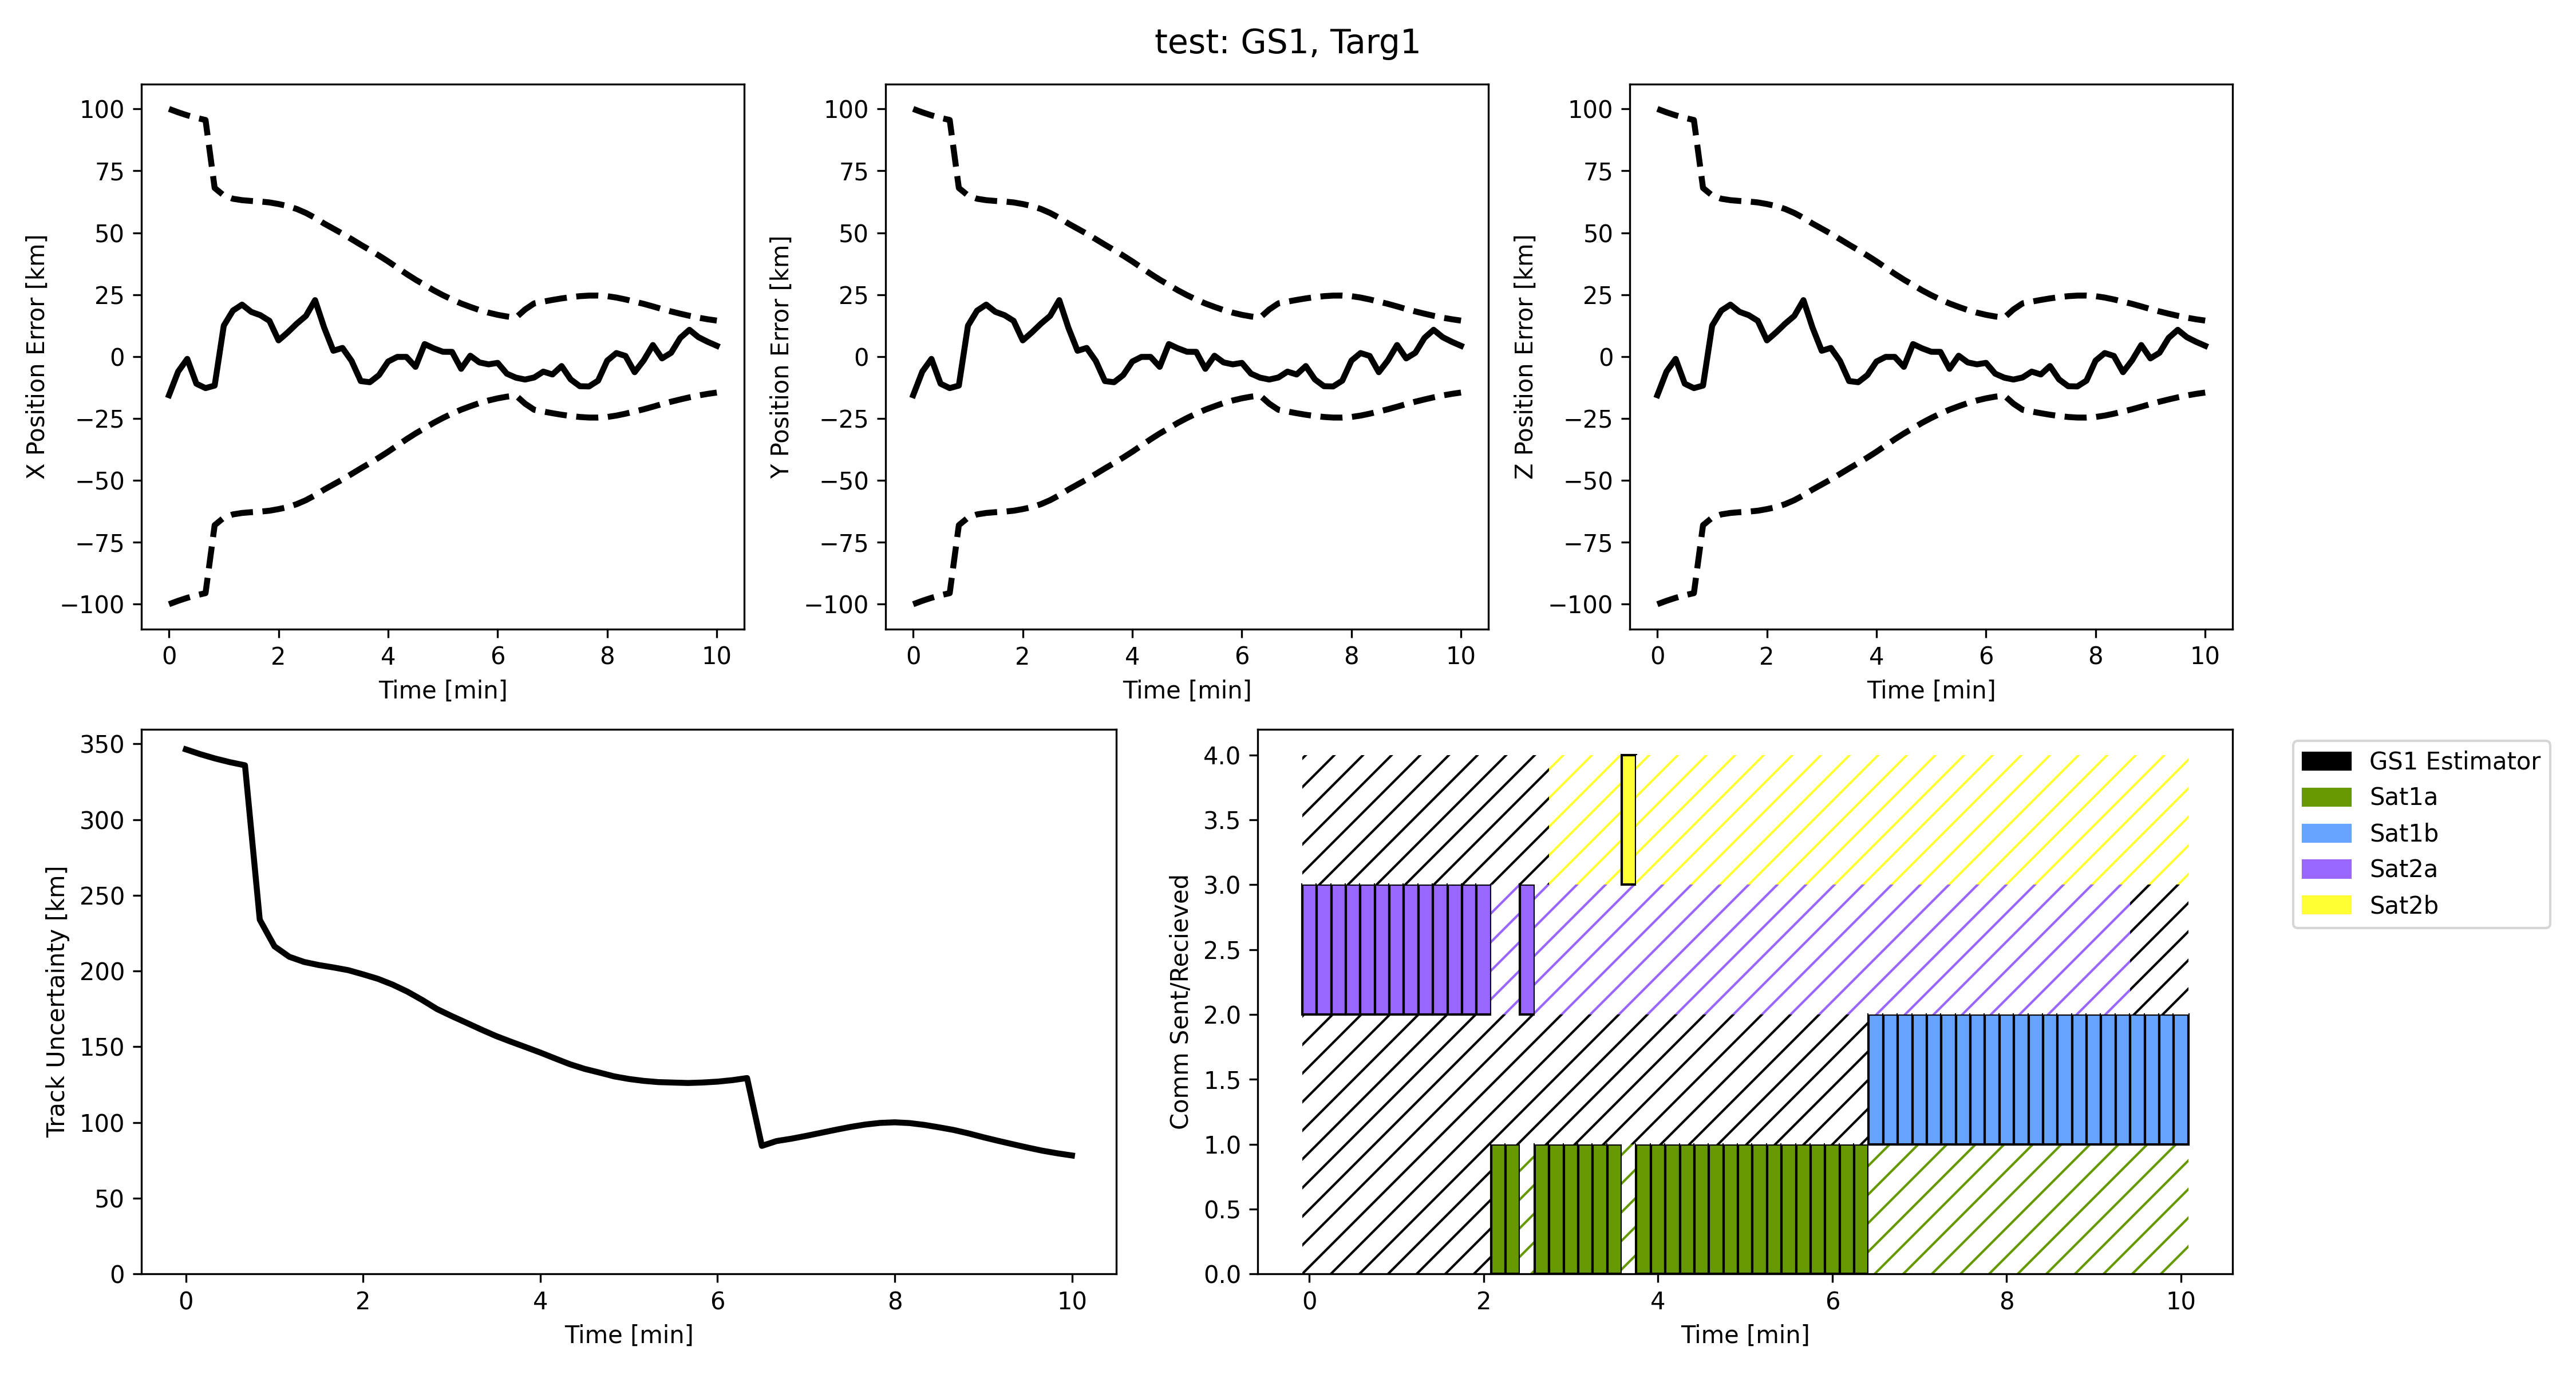 test: GS1, Targ1
100
75
50
25
0
−25
−50
−75
−100
X Position Error [km]
0 2 4 6 8 10
Time [min]
100
75
50
25
0
−25
−50
−75
−100
Y Position Error [km]
0 2 4 6 8 10
Time [min]
100
75
50
25
0
−25
−50
−75
−100
Z Position Error [km]
0 2 4 6 8 10
Time [min]
350
300
250
200
150
100
50
0
Track Uncertainty [km]
0 2 4 6 8 10
Time [min]
4.0
3.5
3.0
2.5
2.0
1.5
1.0
0.5
0.0
Comm Sent/Recieved
0 2 4 6 8 10
Time [min]
GS1 Estimator
Sat1a
Sat1b
Sat2a
Sat2b